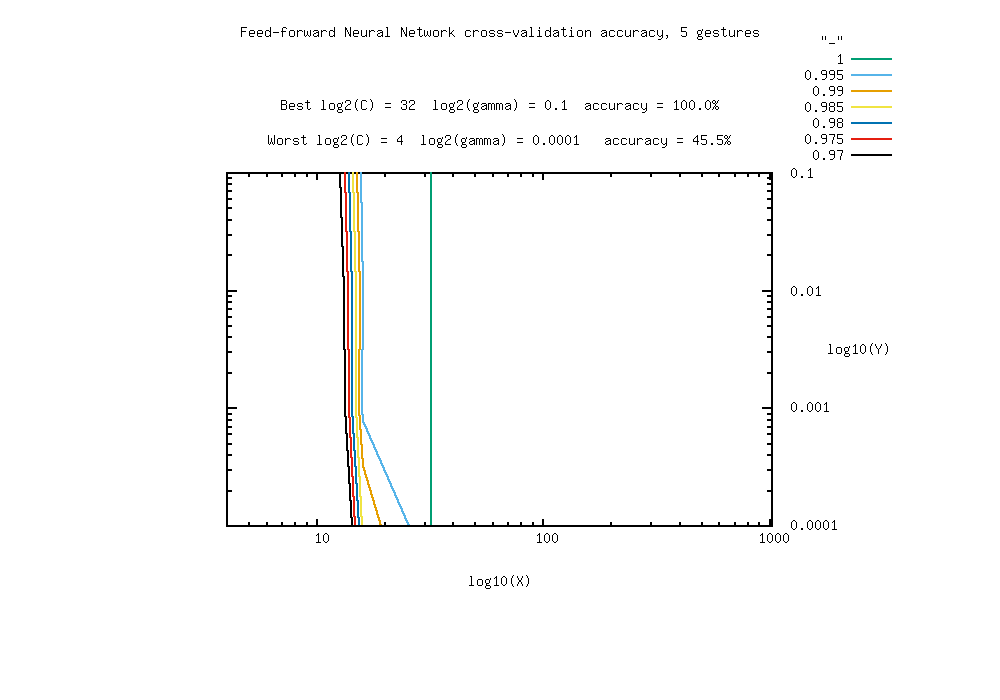 Feed-forward Neural Network cross-validation accuracy, 5 gestures
"_"
1
0.995
0.99
0.985
0.98
0.975
0.97
Best log2(C) = 32  log2(gamma) = 0.1  accuracy = 100.0%
Worst log2(C) = 4  log2(gamma) = 0.0001   accuracy = 45.5%
0.1
0.01
log10(Y)
0.001
0.0001
10 100 1000
log10(X)